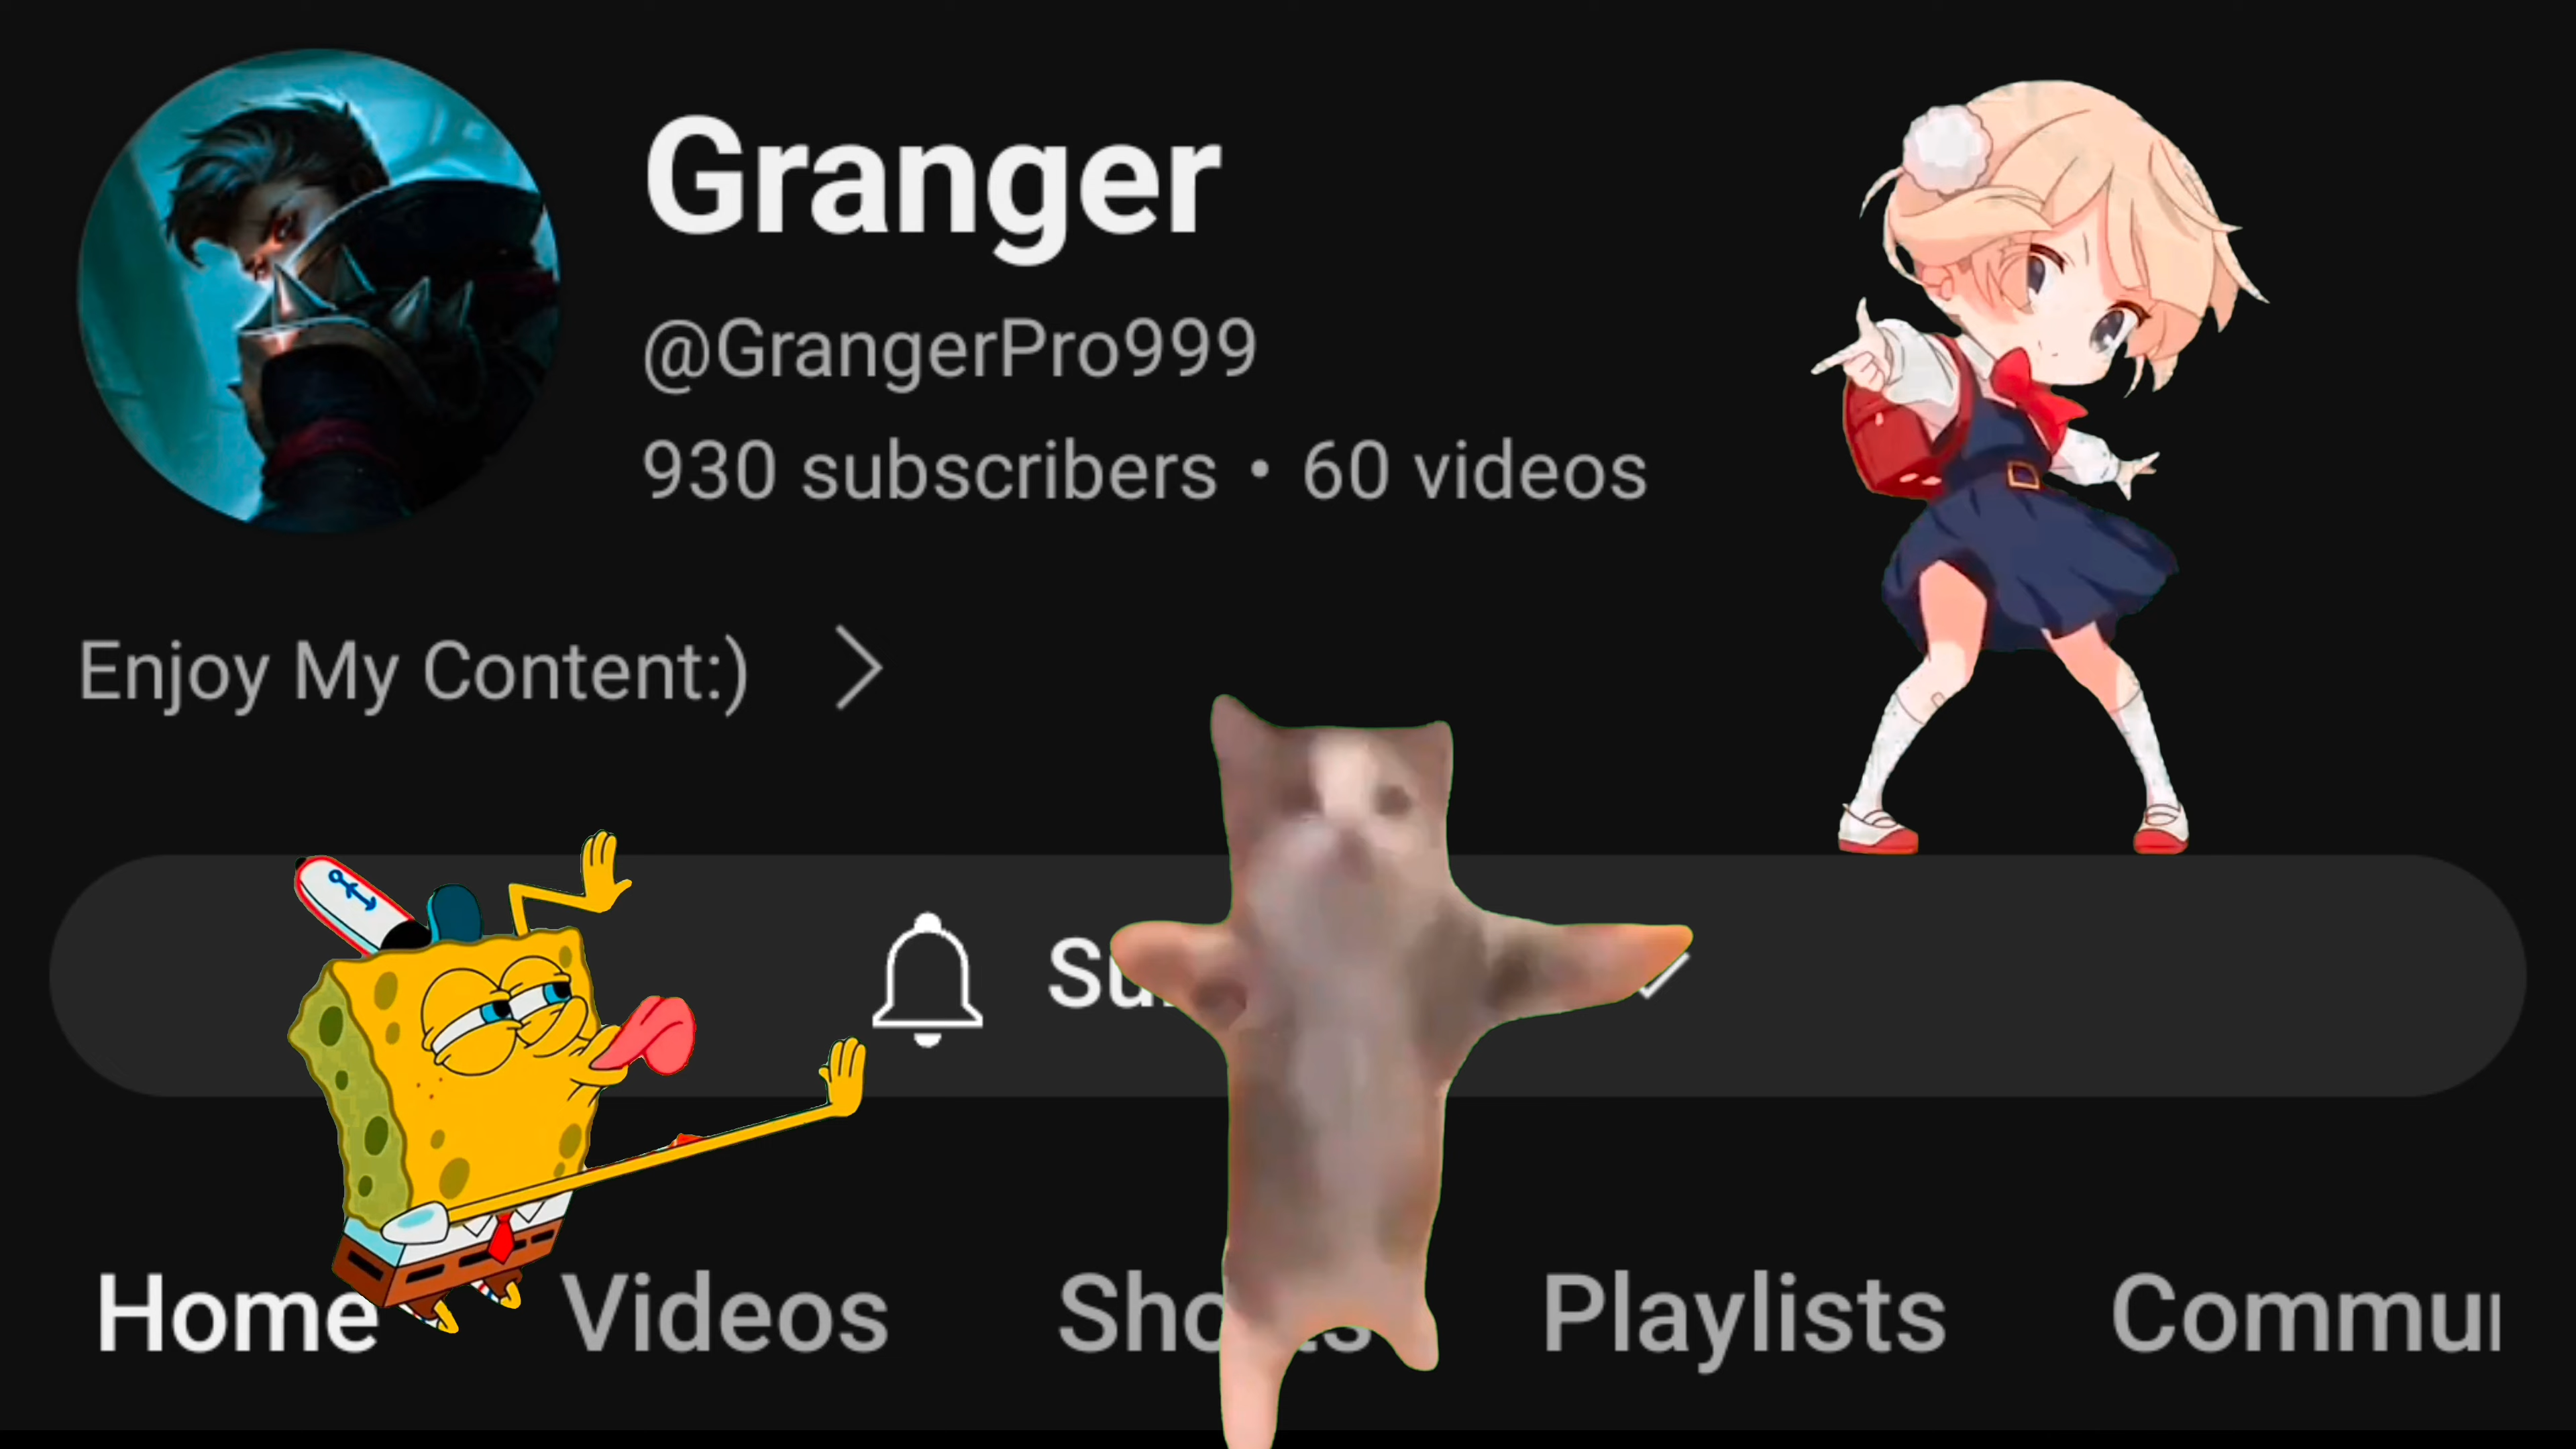 Granger
@GrangerPro999
930 subscribers • 60 videos
Enjoy My Content:)
Home Videos Playlists